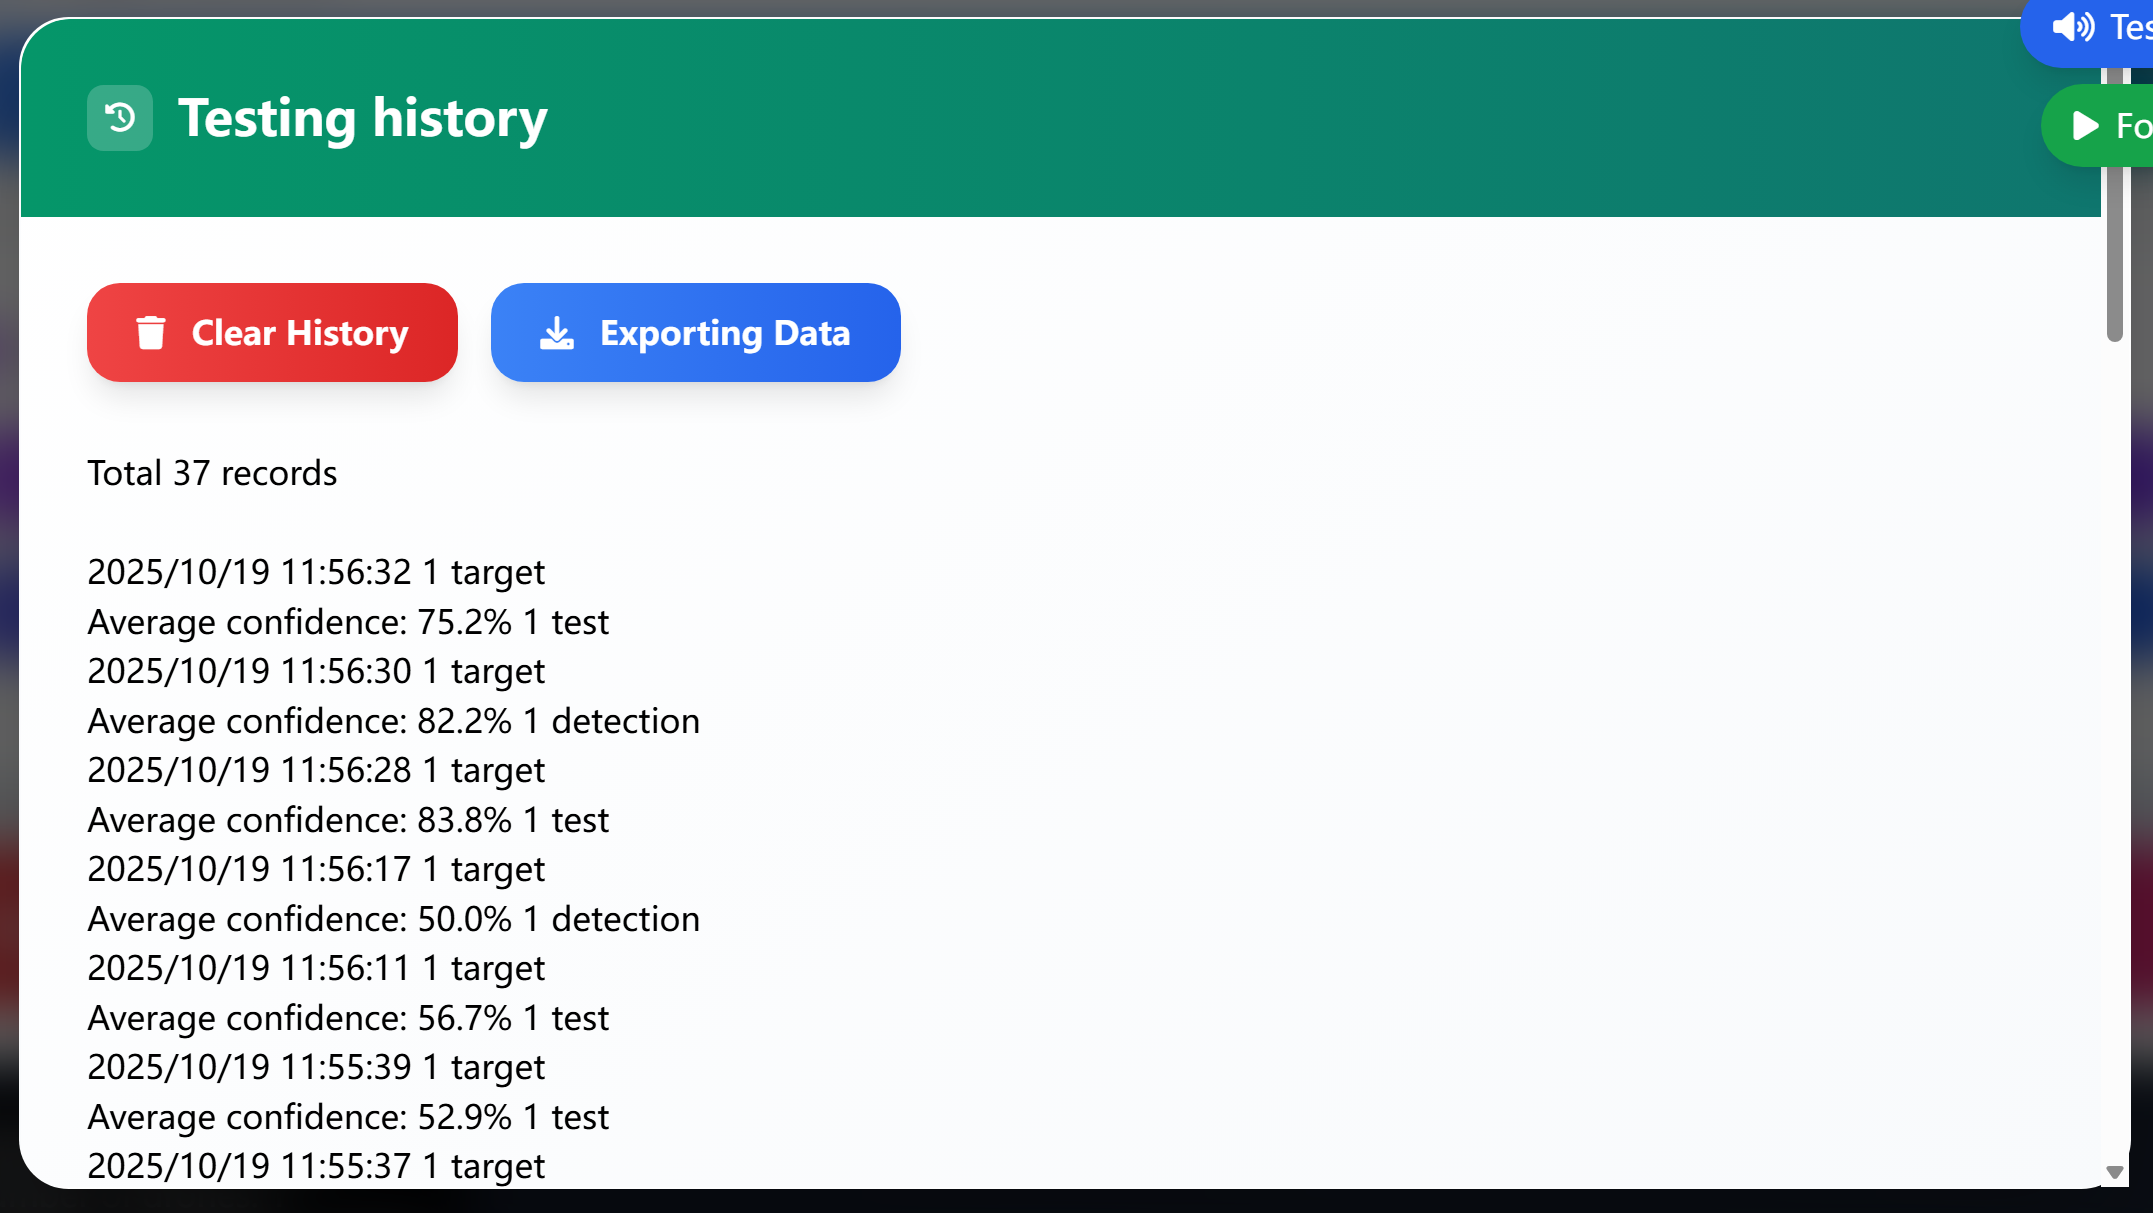 Testing history
Clear History
Exporting Data
Total 37 records
2025/10/19 11:56:32 1 target
Average confidence: 75.2% 1 test
2025/10/19 11:56:30 1 target
Average confidence: 82.2% 1 detection
2025/10/19 11:56:28 1 target
Average confidence: 83.8% 1 test
2025/10/19 11:56:17 1 target
Average confidence: 50.0% 1 detection
2025/10/19 11:56:11 1 target
Average confidence: 56.7% 1 test
2025/10/19 11:55:39 1 target
Average confidence: 52.9% 1 test
2025/10/19 11:55:37 1 target